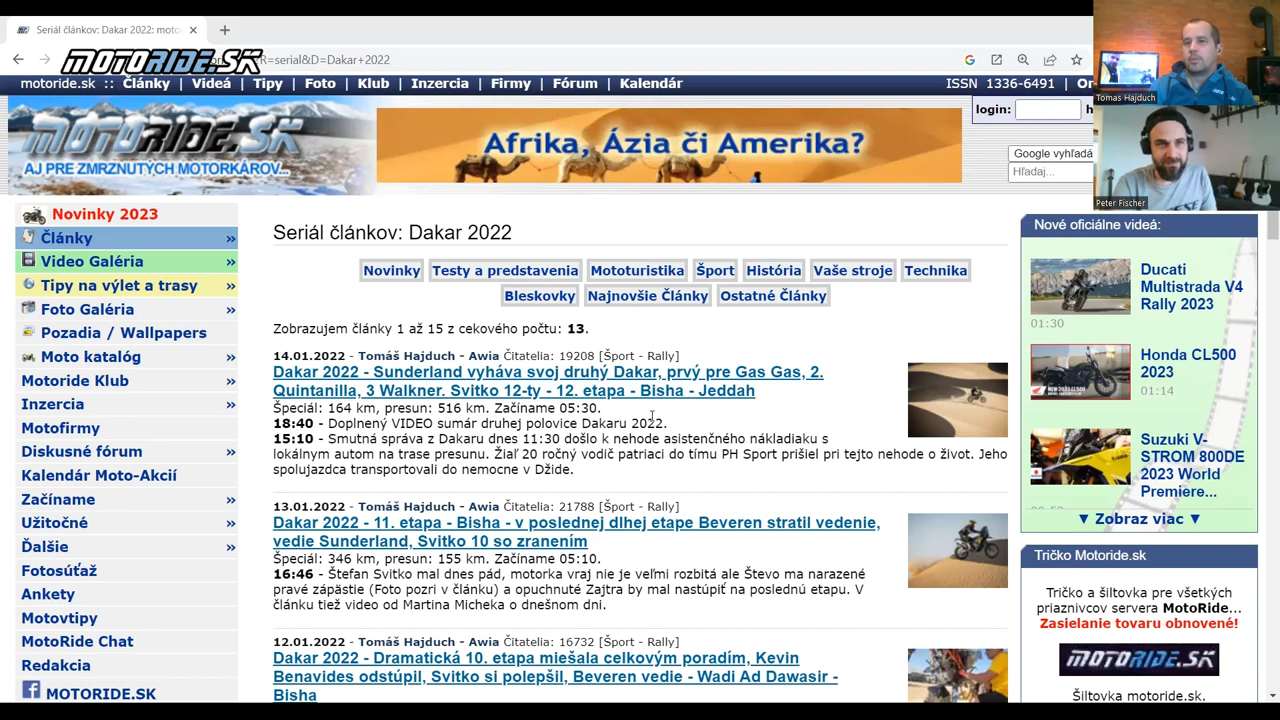 Seriál článkov: Dakar 2022: moto
MOTORIDE.SK
R=serial&D=Dakar+2022
Tomas Hajduch
Peter Fischer
motoride.sk :: Články Videá Tipy Foto Klub Inzercia Firmy Fórum Kalendár ISSN 1336-6491
login:
MOTORIDE.SK
AJ PRE ZMRZNUTÝCH MOTORKÁROV...
Afrika, Ázia či Amerika?
Google vyhľadá
Hľadaj...
Novinky 2023
Články »
Video Galéria »
Tipy na výlet a trasy »
Foto Galéria »
Pozadia / Wallpapers
Moto katalóg »
Motoride Klub »
Inzercia »
Motofirmy
Diskusné fórum »
Kalendár Moto-Akcií
Začíname »
Užitočné »
Ďalšie »
Fotosúťaž
Ankety
Motovtipy
MotoRide Chat
Redakcia
MOTORIDE.SK
Seriál článkov: Dakar 2022
Novinky Testy a predstavenia Mototuristika Šport História Vaše stroje Technika
Bleskovky Najnovšie Články Ostatné Články
Zobrazujem články 1 až 15 z cekového počtu: 13.
14.01.2022 - Tomáš Hajduch - Awia Čitatelia: 19208 [Šport - Rally]
Dakar 2022 - Sunderland vyháva svoj druhý Dakar, prvý pre Gas Gas, 2.
Quintanilla, 3 Walkner. Svitko 12-ty - 12. etapa - Bisha - Jeddah
Špeciál: 164 km, presun: 516 km. Začíname 05:30.
18:40 - Doplnený VIDEO sumár druhej polovice Dakaru 2022.
15:10 - Smutná správa z Dakaru dnes 11:30 došlo k nehode asistenčného nákladiaku s
lokálnym autom na trase presunu. Žiaľ 20 ročný vodič patriaci do tímu PH Sport prišiel pri tejto nehode o život. Jeho
spolujazdca transportovali do nemocne v Džide.
13.01.2022 - Tomáš Hajduch - Awia Čitatelia: 21788 [Šport - Rally]
Dakar 2022 - 11. etapa - Bisha - v poslednej dlhej etape Beveren stratil vedenie,
vedie Sunderland, Svitko 10 so zranením
Špeciál: 346 km, presun: 155 km. Začíname 05:10.
16:46 - Štefan Svitko mal dnes pád, motorka vraj nie je veľmi rozbitá ale Števo ma narazené
pravé zápästie (Foto pozri v článku) a opuchnuté Zajtra by mal nastúpiť na poslednú etapu. V
článku tiež video od Martina Micheka o dnešnom dni.
12.01.2022 - Tomáš Hajduch - Awia Čitatelia: 16732 [Šport - Rally]
Dakar 2022 - Dramatická 10. etapa miešala celkovým poradím, Kevin
Benavides odstúpil, Svitko si polepšil, Beveren vedie - Wadi Ad Dawasir -
Bisha
Nové oficiálne videá:
Ducati
Multistrada V4
Rally 2023
01:30
Honda CL500
2023
01:14
Suzuki V-
STROM 800DE
2023 World
Premiere...
▼ Zobraz viac ▼
Tričko Motoride.sk
Tričko a šiltovka pre všetkých
priaznivcov servera MotoRide...
Zasielanie tovaru obnovené!
MOTORIDE.SK
Šiltovka motoride.sk.